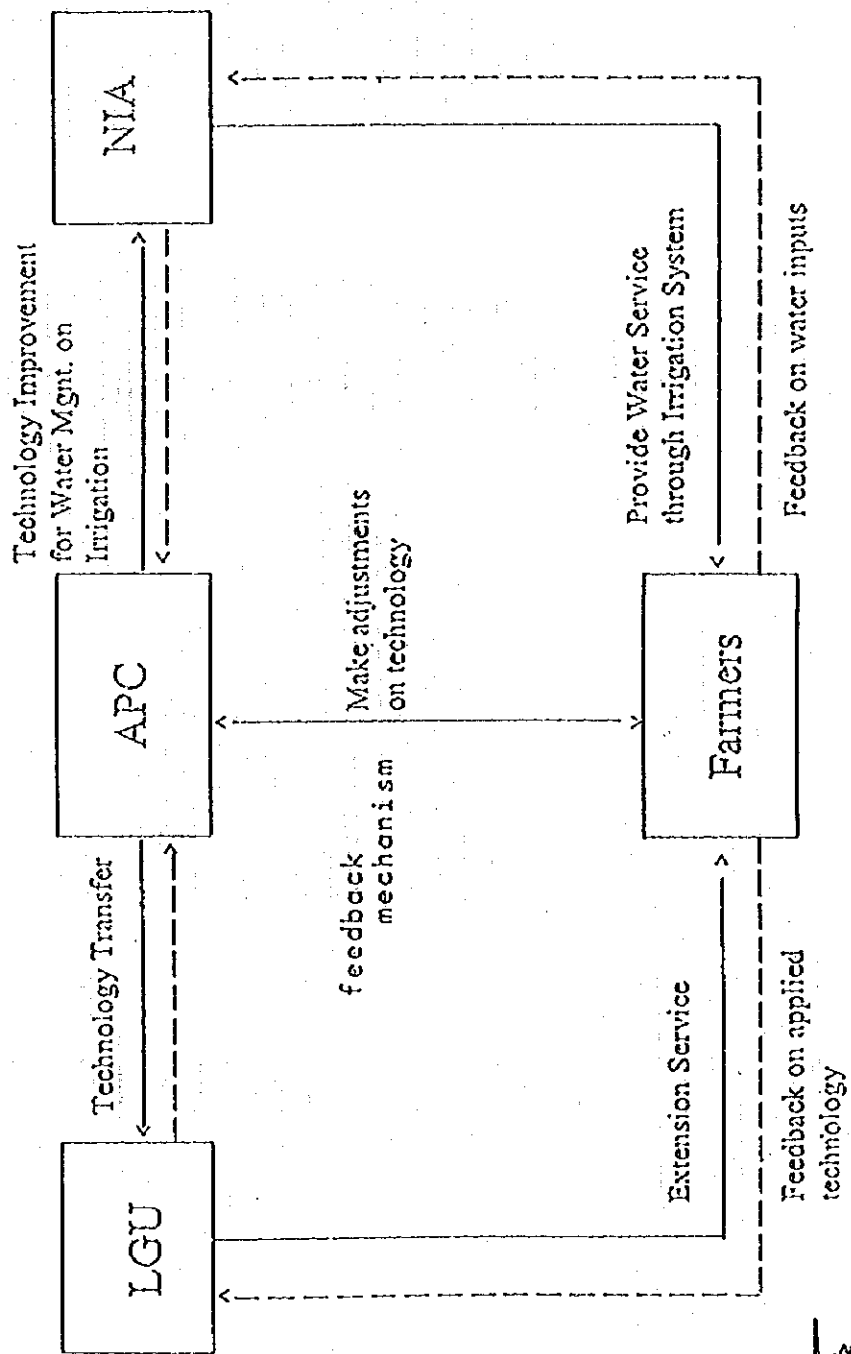 Technology Transfer
Technology Improvement
for Water Mgnt. on
Irrigation
LGU
APC
NIA
feedback
mechanism
Make adjustments
on technology
Extension Service
Provide Water Service
through Irrigation System
Farmers
Feedback on applied
technology
Feedback on water inputs